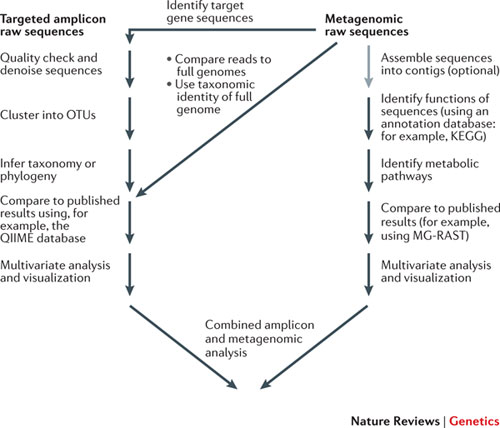 Identify target
gene sequences
Targeted amplicon
raw sequences
Quality check and
denoise sequences
Cluster into OTUs
Infer taxonomy or
phylogeny
Compare to published
results using, for
example, the
QIIME database
Multivariate analysis
and visualization
• Compare reads to
full genomes
• Use taxonomic
identity of full
genome
Metagenomic
raw sequences
Assemble sequences
into contigs (optional)
Identify functions of
sequences (using an
annotation database:
for example, KEGG)
Identify metabolic
pathways
Compare to published
results (for example,
using MG-RAST)
Multivariate analysis
and visualization
Combined amplicon
and metagenomic
analysis
Nature Reviews | Genetics